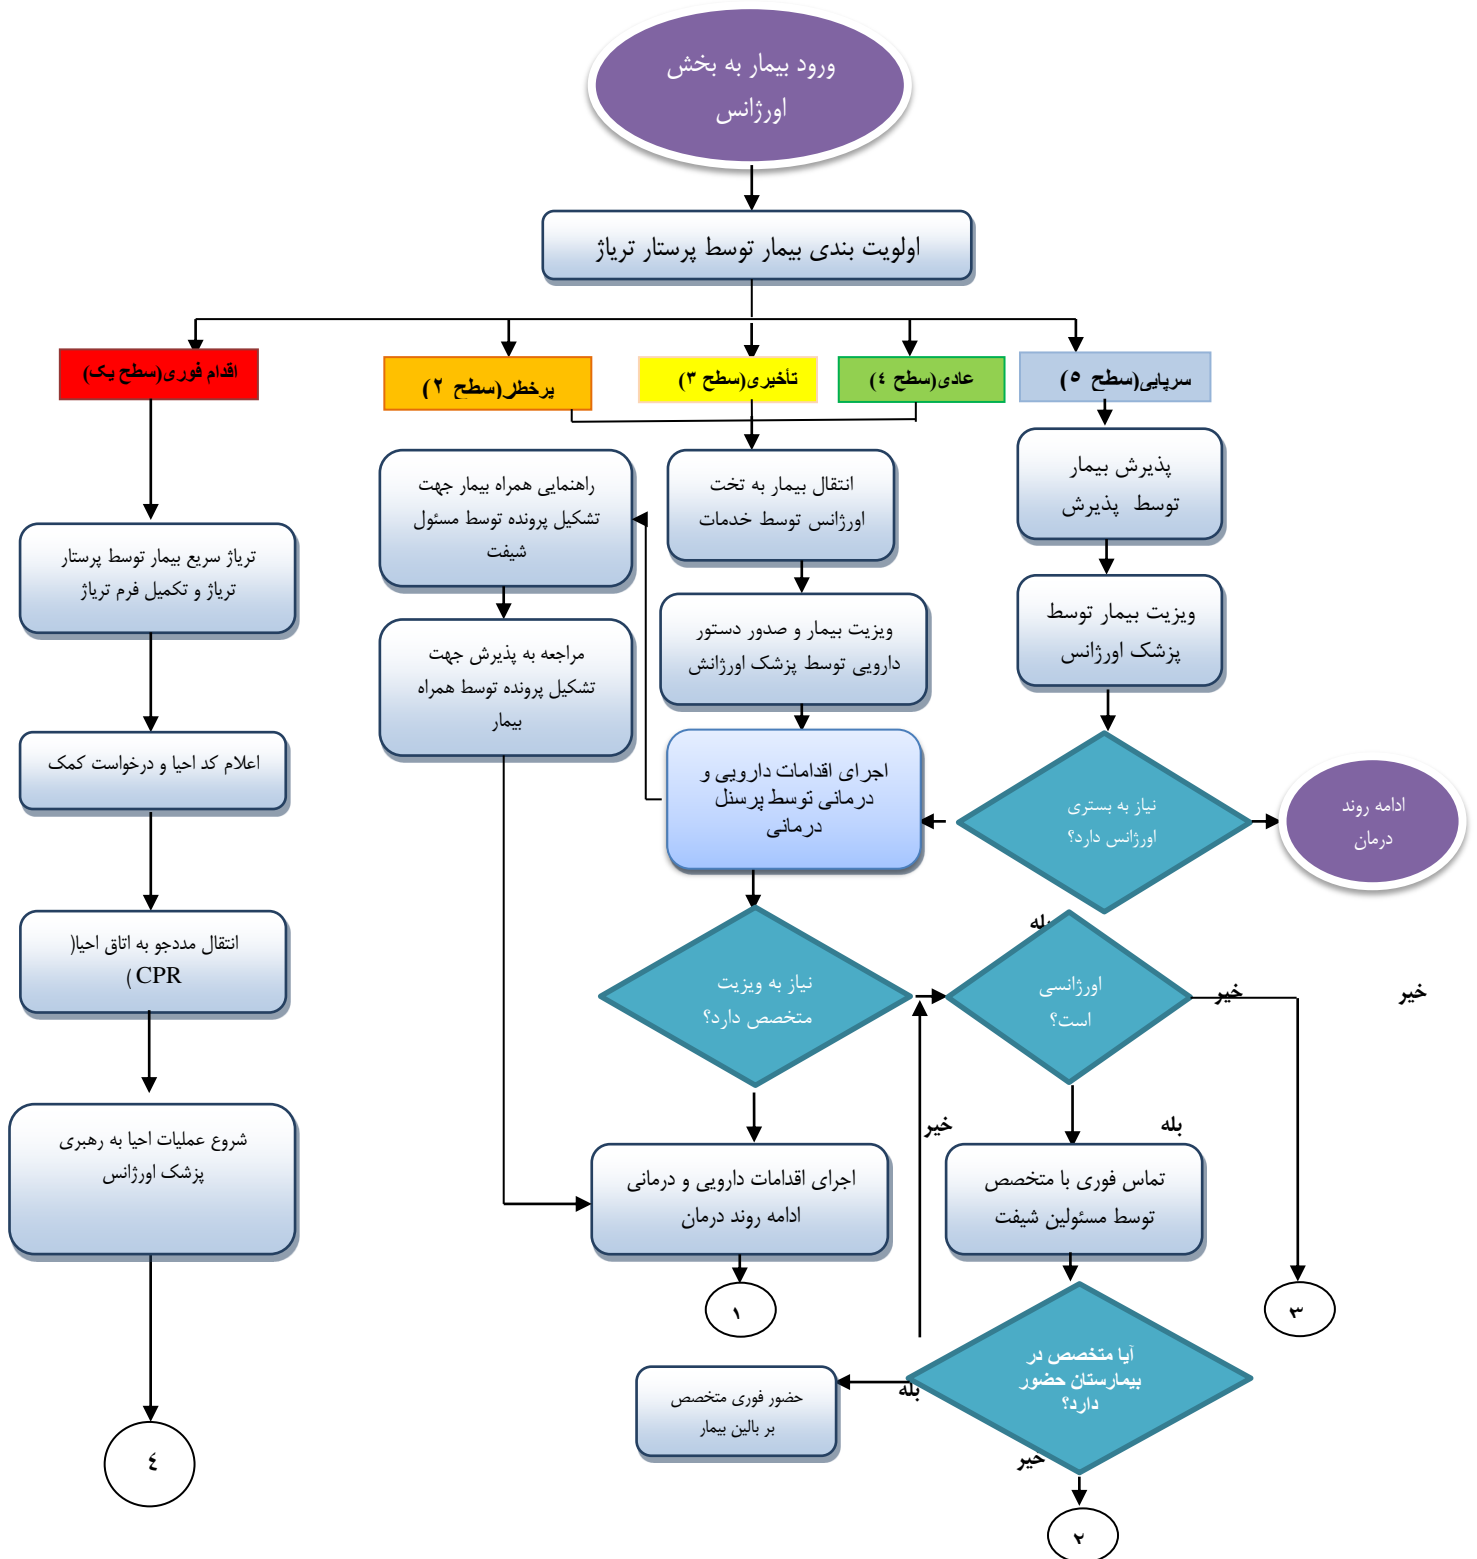 ورود بیمار به بخش
اورژانس
اولویت بندی بیمار توسط پرستار تریاژ
سرپایی(سطح ٥)
عادی(سطح ٤)
تأخیری(سطح ٣)
پرخطر(سطح ٢)
اقدام فوری(سطح یک)
پذیرش بیمار
توسط پذیرش
انتقال بیمار به تخت
اورژانس توسط خدمات
راهنمایی همراه بیمار جهت
تشکیل پرونده توسط مسئول
شیفت
تریاژ سریع بیمار توسط پرستار
تریاژ و تکمیل فرم تریاژ
ویزیت بیمار توسط
پزشک اورژانس
ویزیت بیمار و صدور دستور
دارویی توسط پزشک اورژانش
مراجعه به پذیرش جهت
تشکیل پرونده توسط همراه
بیمار
اعلام کد احیا و درخواست کمک
ادامه روند
درمان
نیاز به بستری
اورژانس دارد؟
اجرای اقدامات دارویی و
درمانی توسط پرسنل
درمانی
بله
انتقال مددجو به اتاق احیا(
CPR )
خیر
خیر
اورژانسی
است؟
نیاز به ویزیت
متخصص دارد؟
بله
خیر
شروع عملیات احیا به رهبری
پزشک اورژانس
تماس فوری با متخصص
توسط مسئولین شیفت
اجرای اقدامات دارویی و درمانی
ادامه روند درمان
٣
١
آیا متخصص در
بیمارستان حضور
دارد؟
بله
حضور فوری متخصص
بر بالین بیمار
خیر
٤
٢